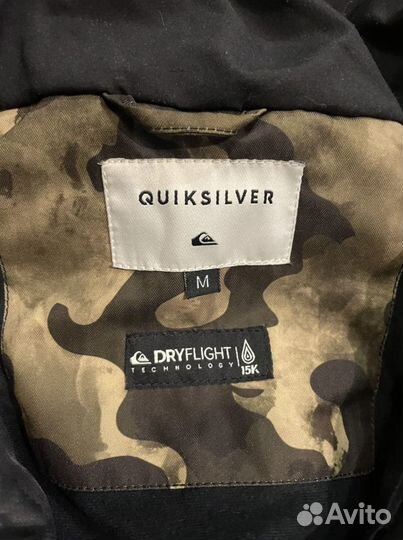 QUIKSILVER
M
DRYFLIGHT
TECHNOLOGY
15K
Avito